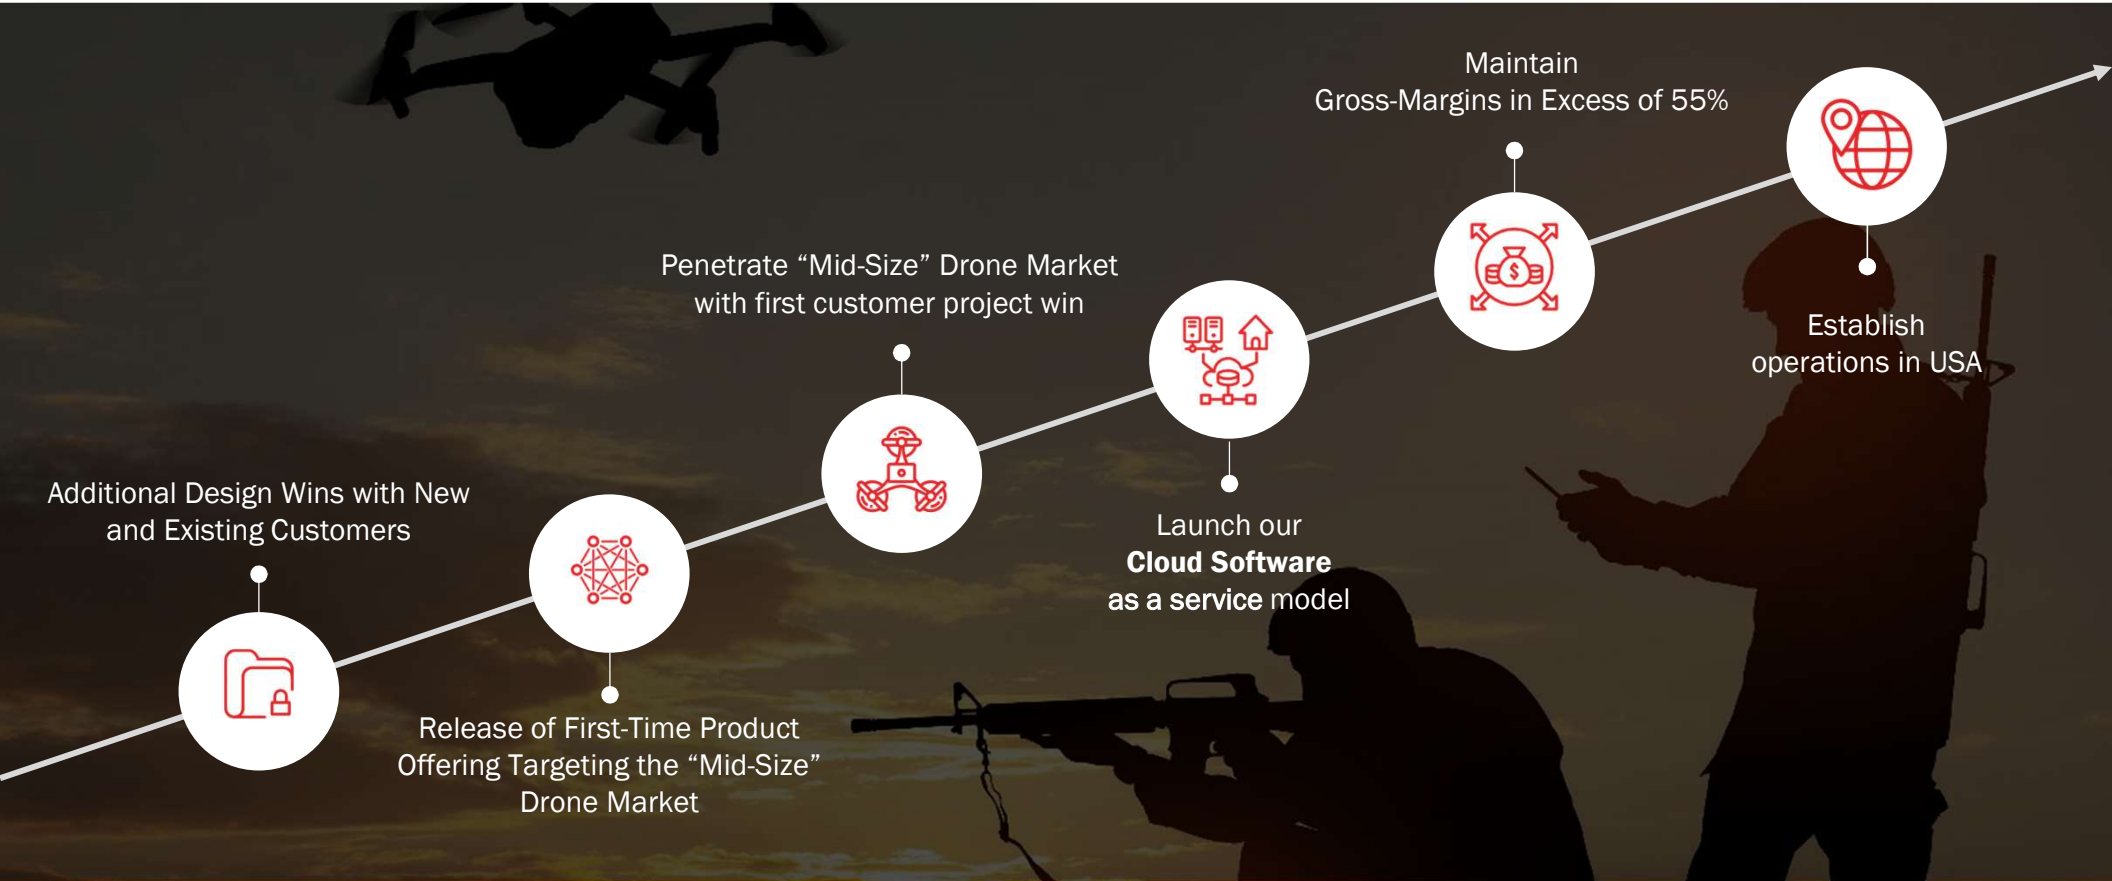 Additional Design Wins with New
and Existing Customers
Release of First-Time Product
Offering Targeting the “Mid-Size”
Drone Market
Penetrate “Mid-Size” Drone Market
with first customer project win
Launch our
Cloud Software
as a service model
Maintain
Gross-Margins in Excess of 55%
Establish
operations in USA
$